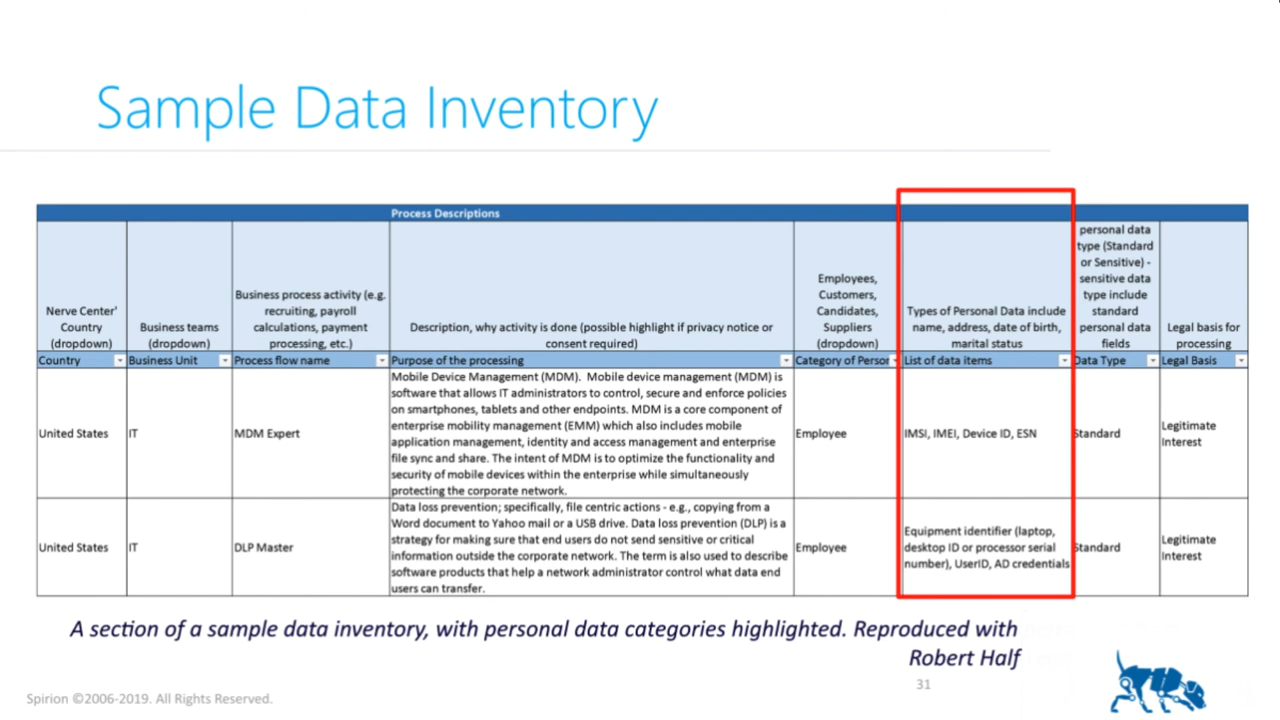 Sample Data Inventory
Process Descriptions
Nerve Center'
Country
(dropdown)
Business teams
(dropdown)
Business process activity (e.g.
recruiting, payroll
calculations, payment
processing, etc.)
Description, why activity is done (possible highlight if privacy notice or
consent required)
Employees,
Customers,
Candidates,
Suppliers
(dropdown)
Types of Personal Data include
name, address, date of birth,
marital status
personal data
type (Standard
or Sensitive) -
sensitive data
type include
standard
personal data
fields
Legal basis for
processing
Country
Business Unit
Process flow name
Purpose of the processing
Category of Person
List of data items
Data Type
Legal Basis
United States
IT
MDM Expert
Mobile Device Management (MDM).  Mobile device management (MDM) is
software that allows IT administrators to control, secure and enforce policies
on smartphones, tablets and other endpoints. MDM is a core component of
enterprise mobility management (EMM) which also includes mobile
application management, identity and access management and enterprise
file sync and share. The intent of MDM is to optimize the functionality and
security of mobile devices within the enterprise while simultaneously
protecting the corporate network.
Employee
IMSI, IMEI, Device ID, ESN
Standard
Legitimate
Interest
United States
IT
DLP Master
Data loss prevention; specifically, file centric actions - e.g., copying from a
Word document to Yahoo mail or a USB drive. Data loss prevention (DLP) is a
strategy for making sure that end users do not send sensitive or critical
information outside the corporate network. The term is also used to describe
software products that help a network administrator control what data end
users can transfer.
Employee
Equipment identifier (laptop,
desktop ID or processor serial
number), UserID, AD credentials
Standard
Legitimate
Interest
A section of a sample data inventory, with personal data categories highlighted. Reproduced with
Robert Half
31
Spirion ©2006-2019. All Rights Reserved.